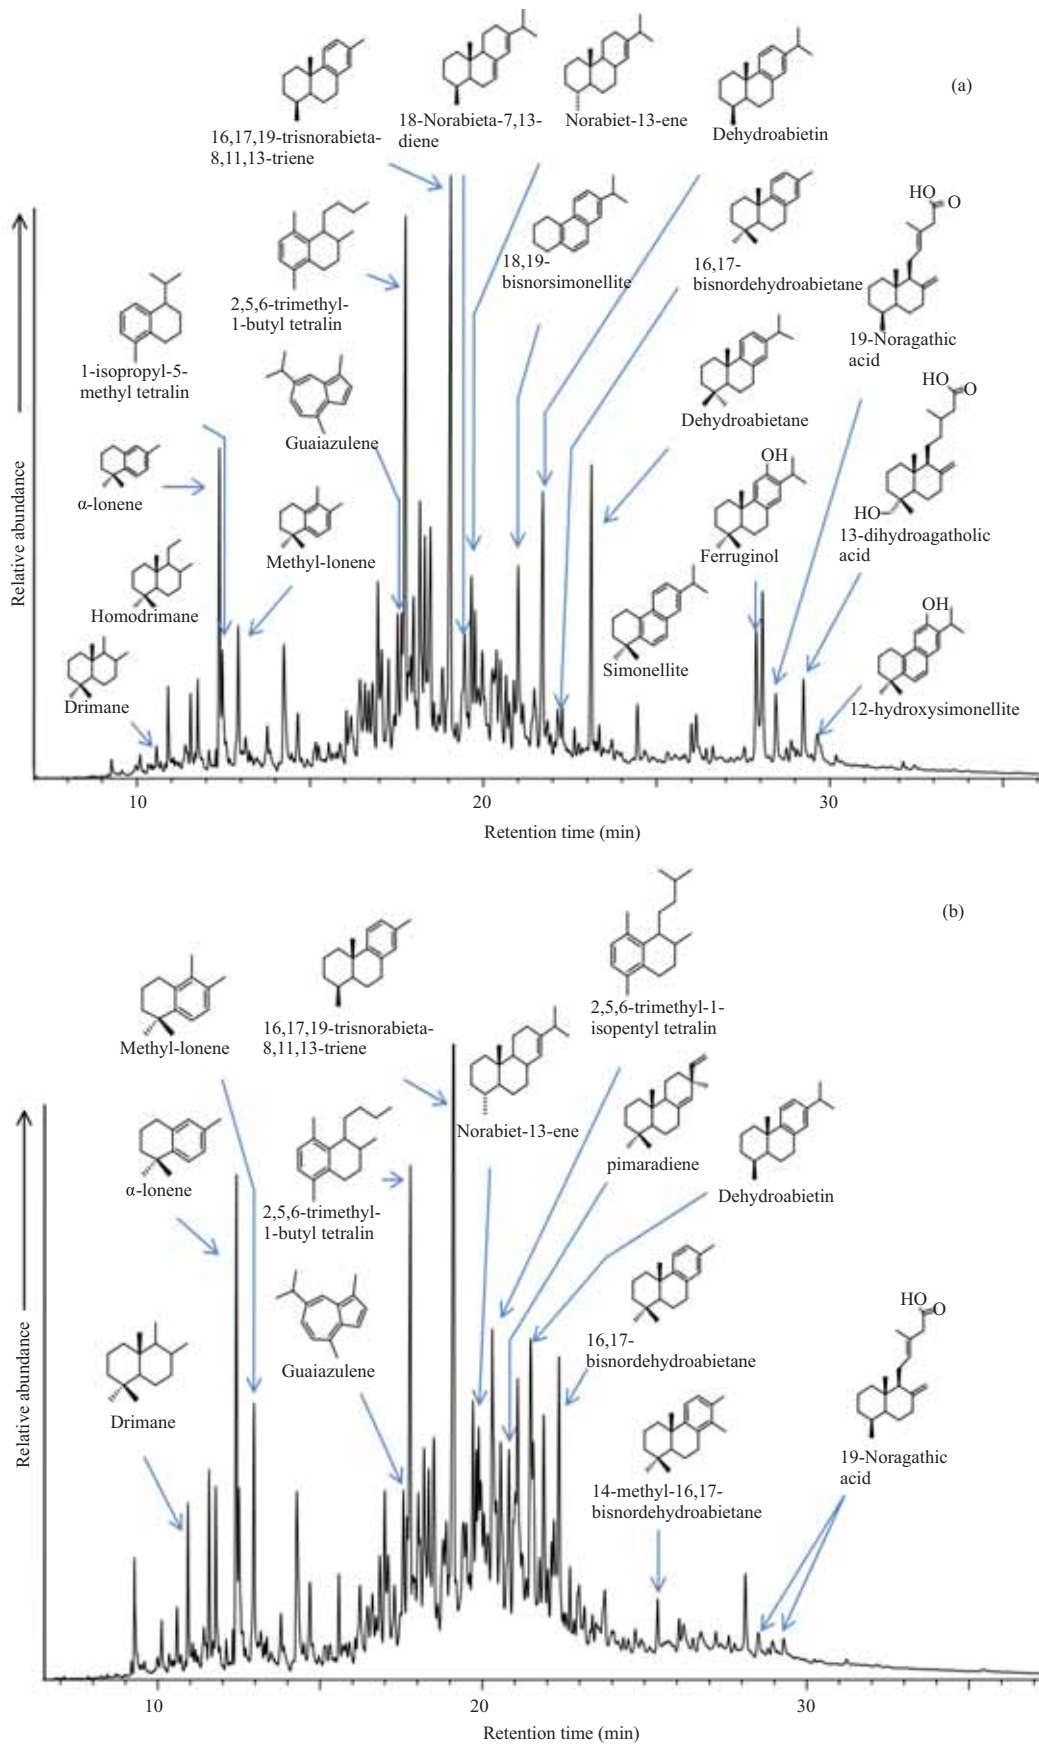 (a)
16,17,19-trisnorabieta-
8,11,13-triene
18-Norabieta-7,13-
diene
Norabiet-13-ene
Dehydroabietin
2,5,6-trimethyl-
1-butyl tetralin
18,19-
bisnorsimonellite
16,17-
bisnordehydroabietane
HO
O
19-Noragathic
acid
1-isopropyl-5-
methyl tetralin
Guaiazulene
Dehydroabietane
HO
O
α-Ionene
Methyl-Ionene
OH
Ferruginol
HO
13-dihydroagatholic
acid
Homodrimane
Simonellite
OH
Drimane
12-hydroxysimonellite
Relative abundance
10
20
30
Retention time (min)
(b)
Methyl-Ionene
16,17,19-trisnorabieta-
8,11,13-triene
2,5,6-trimethyl-1-
isopentyl tetralin
Norabiet-13-ene
pimaradiene
Dehydroabietin
α-Ionene
2,5,6-trimethyl-
1-butyl tetralin
HO
O
Guaiazulene
16,17-
bisnordehydroabietane
Drimane
19-Noragathic
acid
14-methyl-16,17-
bisnordehydroabietane
Relative abundance
10
20
30
Retention time (min)